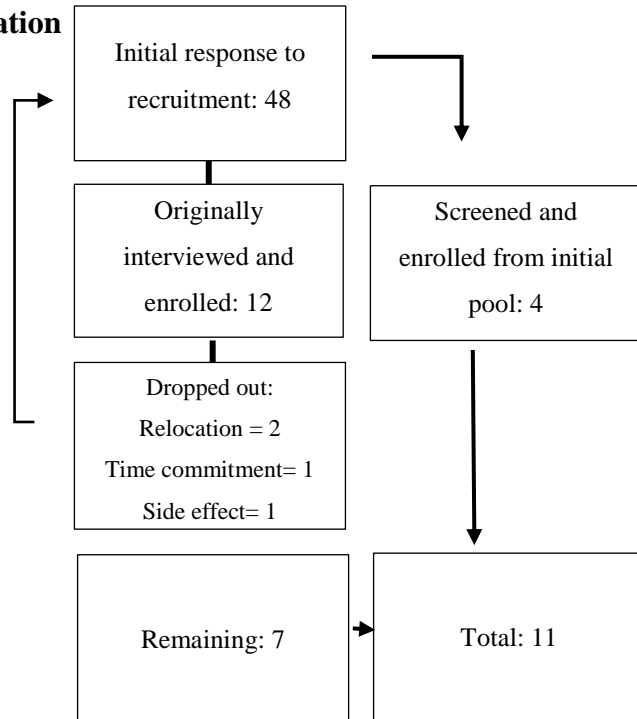 ation
Initial response to
recruitment: 48
Originally
interviewed and
enrolled: 12
Screened and
enrolled from initial
pool: 4
Dropped out:
Relocation = 2
Time commitment= 1
Side effect= 1
Remaining: 7
Total: 11